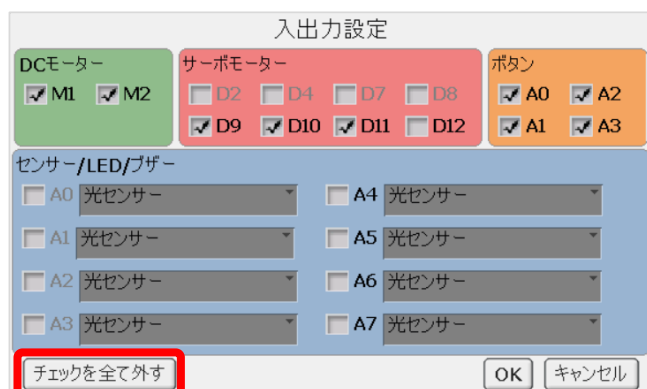 入出力設定
DCモーター
M1 M2
サーボモーター
D2 D4 D7 D8
D9 D10 D11 D12
ボタン
A0 A2
A1 A3
センサー/LED/ブザー
A0 光センサー A4 光センサー
A1 光センサー A5 光センサー
A2 光センサー A6 光センサー
A3 光センサー A7 光センサー
チェックを全て外す OK キャンセル